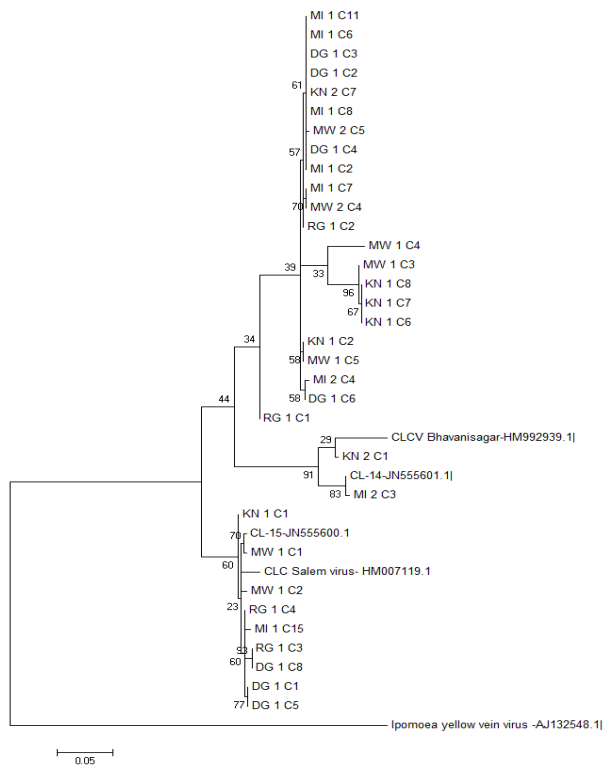 MI 1 C11
MI 1 C6
DG 1 C3
DG 1 C2
61
KN 2 C7
MI 1 C8
MW 2 C5
DG 1 C4
57
MI 1 C2
MI 1 C7
70
MW 2 C4
RG 1 C2
MW 1 C4
39
33
MW 1 C3
KN 1 C8
96
KN 1 C7
67
KN 1 C6
34
KN 1 C2
58
MW 1 C5
MI 2 C4
58
DG 1 C6
44
RG 1 C1
29
CLCV Bhavanisagar-HM992939.1|
KN 2 C1
91
CL-14-JN555601.1|
83
MI 2 C3
KN 1 C1
70
CL-15-JN555600.1
MW 1 C1
60
CLC Salem virus- HM007119.1
MW 1 C2
23
RG 1 C4
MI 1 C15
93
RG 1 C3
60
DG 1 C8
DG 1 C1
77
DG 1 C5
Ipomoea yellow vein virus -AJ132548.1|
0.05